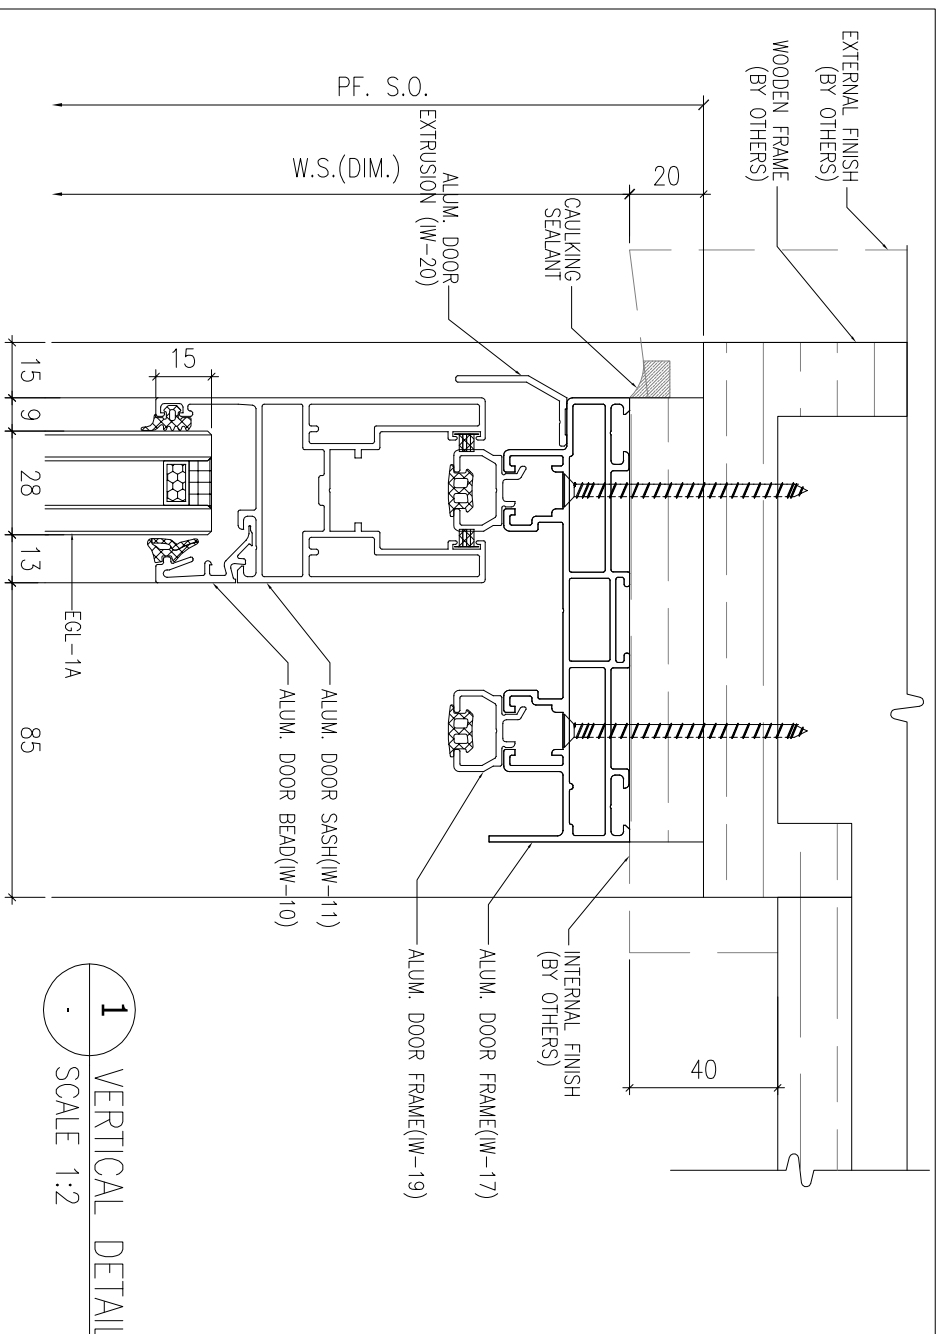 EXTERNAL FINISH
(BY OTHERS)
WOODEN FRAME
(BY OTHERS)
PF. S.O.
W.S.(DIM.)
20
CAULKING
SEALANT
ALUM. DOOR
EXTRUSION (IW-20)
15
15
9
28
13
85
EGL-1A
ALUM. DOOR SASH(IW-11)
ALUM. DOOR BEAD(IW-10)
INTERNAL FINISH
(BY OTHERS)
ALUM. DOOR FRAME(IW-17)
ALUM. DOOR FRAME(IW-19)
40
1
-
VERTICAL DETAIL
SCALE 1:2